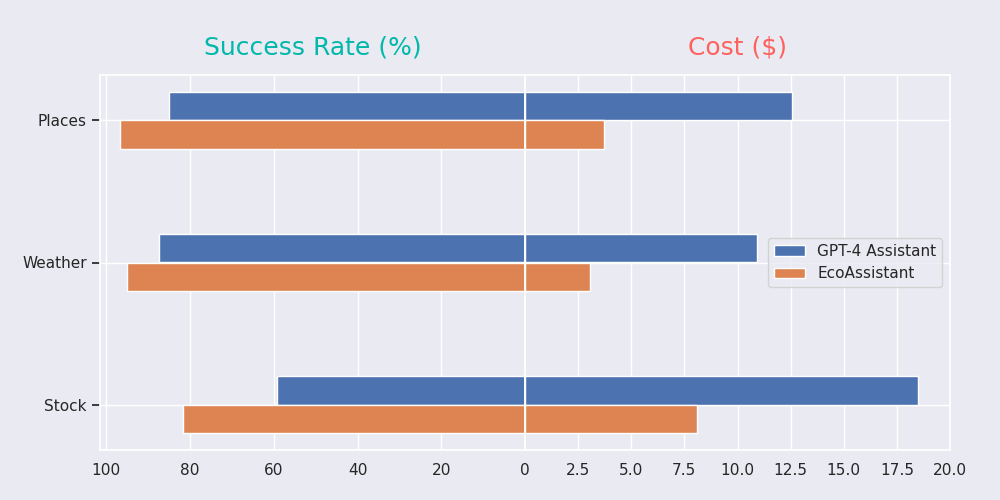 Success Rate (%) Cost ($)
Places
Weather
GPT-4 Assistant
EcoAssistant
Stock
100 80 60 40 20 0 2.5 5.0 7.5 10.0 12.5 15.0 17.5 20.0